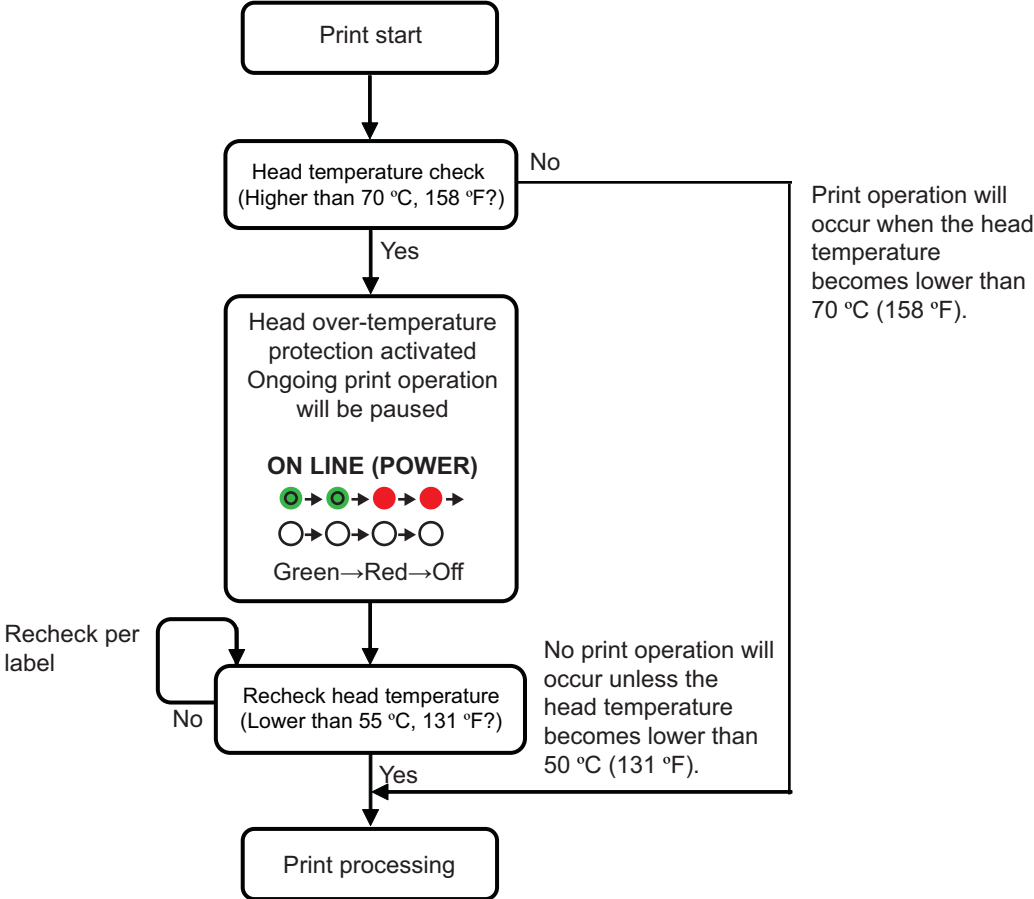 Print start
Head temperature check
(Higher than 70 ºC, 158 ºF?)
No
Print operation will
occur when the head
temperature
becomes lower than
70 ºC (158 ºF).
Yes
Head over-temperature
protection activated
Ongoing print operation
will be paused
ON LINE (POWER)
Green→Red→Off
Recheck per
label
No
Recheck head temperature
(Lower than 55 ºC, 131 ºF?)
No print operation will
occur unless the
head temperature
becomes lower than
50 ºC (131 ºF).
Yes
Print processing